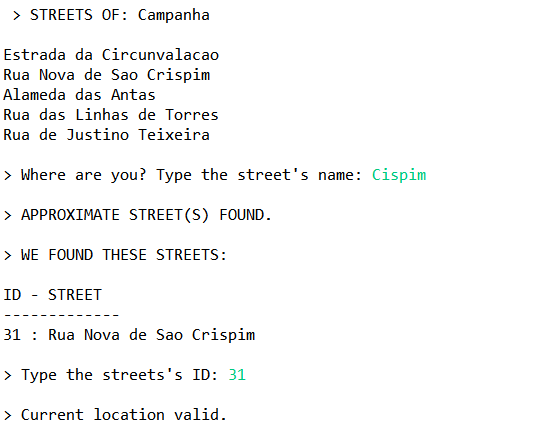 > STREETS OF: Campanha
Estrada da Circunvalacao
Rua Nova de Sao Crispim
Alameda das Antas
Rua das Linhas de Torres
Rua de Justino Teixeira
> Where are you? Type the street's name: Cispim
> APPROXIMATE STREET(S) FOUND.
> WE FOUND THESE STREETS:
ID - STREET
-------------
31 : Rua Nova de Sao Crispim
> Type the streets's ID: 31
> Current location valid.